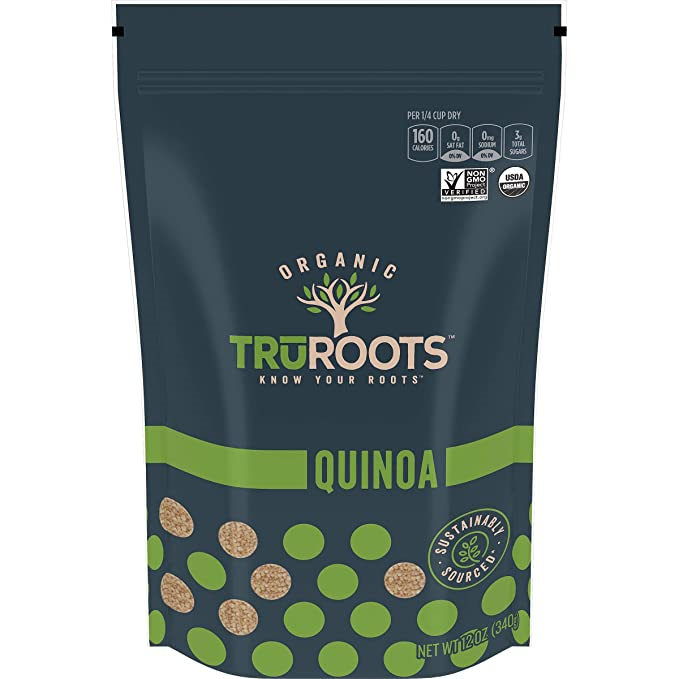 PER 1/4 CUP DRY
160 CALORIES
0g SAT FAT 0% DV
0mg SODIUM 0% DV
3g TOTAL SUGARS
NON GMO Project VERIFIED ®
nongmoproject.org
USDA ORGANIC
ORGANIC
TRŪROOTS™
KNOW YOUR ROOTS™
QUINOA
SUSTAINABLY SOURCED
NET WT 12 OZ (340g)